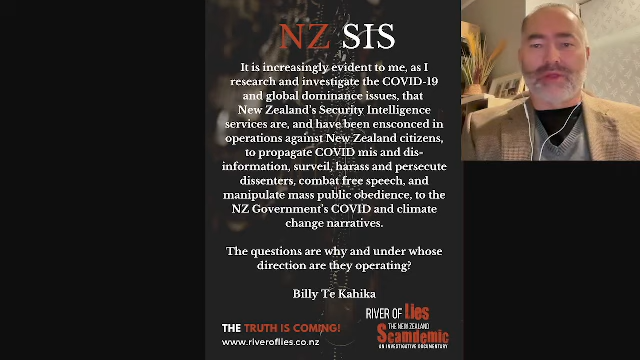 NZ SIS
It is increasingly evident to me, as I
research and investigate the COVID-19
and global dominance issues, that
New Zealand's Security Intelligence
services are, and have been ensconced in
operations against New Zealand citizens,
to propagate COVID mis and dis-
information, surveil, harass and persecute
dissenters, combat free speech, and
manipulate mass public obedience, to the
NZ Government's COVID and climate
change narratives.
The questions are why and under whose
direction are they operating?
Billy Te Kahika
RIVER OF Lies
THE NEW ZEALAND
Scamdemic
AN INVESTIGATIVE DOCUMENTARY
THE TRUTH IS COMING!
www.riveroflies.co.nz